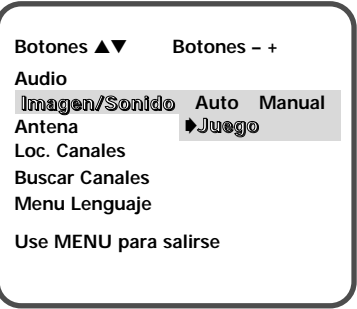 Botones ▲▼ Botones – +
Audio
Imagen/Sonido Auto Manual
Antena ➧Juego
Loc. Canales
Buscar Canales
Menu Lenguaje
Use MENU para salirse